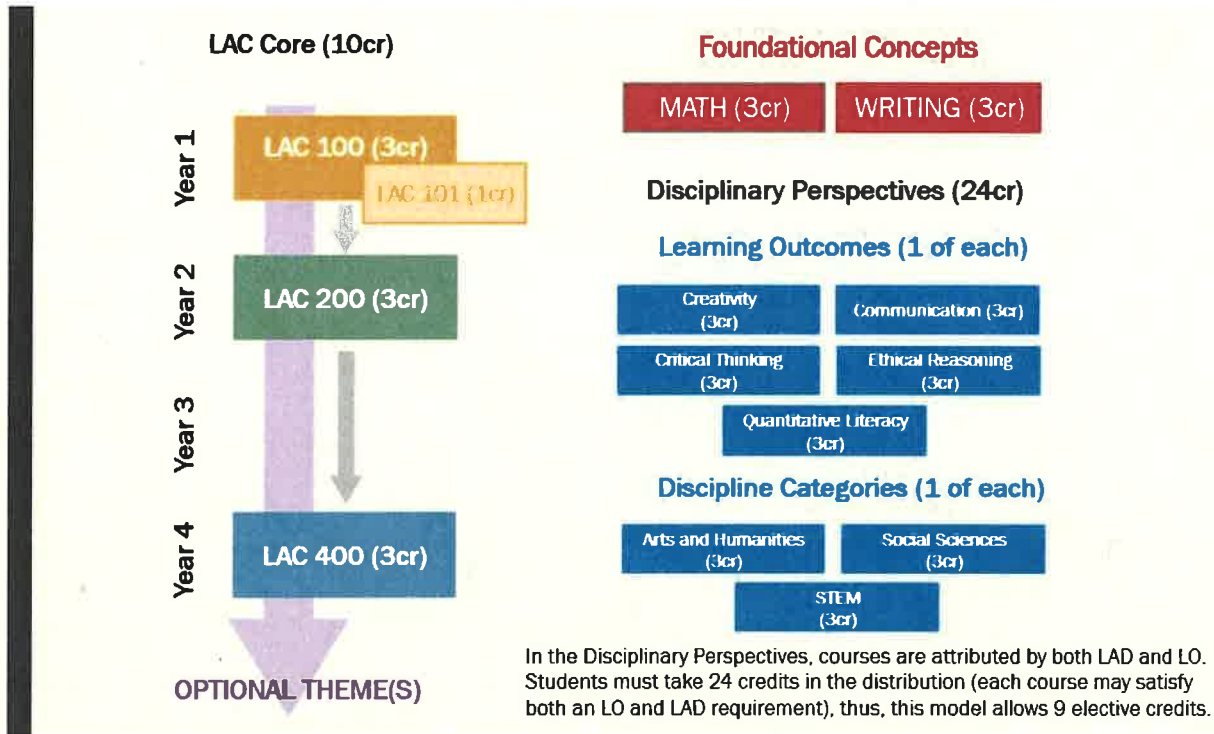 LAC Core (10cr)
Year 1
LAC 100 (3cr)
LAC 101 (1cr)
Year 2
LAC 200 (3cr)
Year 3
Year 4
LAC 400 (3cr)
OPTIONAL THEME(S)
Foundational Concepts
MATH (3cr)
WRITING (3cr)
Disciplinary Perspectives (24cr)
Learning Outcomes (1 of each)
Creativity
(3cr)
Communication (3cr)
Critical Thinking
(3cr)
Ethical Reasoning
(3cr)
Quantitative Literacy
(3cr)
Discipline Categories (1 of each)
Arts and Humanities
(3cr)
Social Sciences
(3cr)
STEM
(3cr)
In the Disciplinary Perspectives, courses are attributed by both LAD and LO.
Students must take 24 credits in the distribution (each course may satisfy
both an LO and LAD requirement), thus, this model allows 9 elective credits.